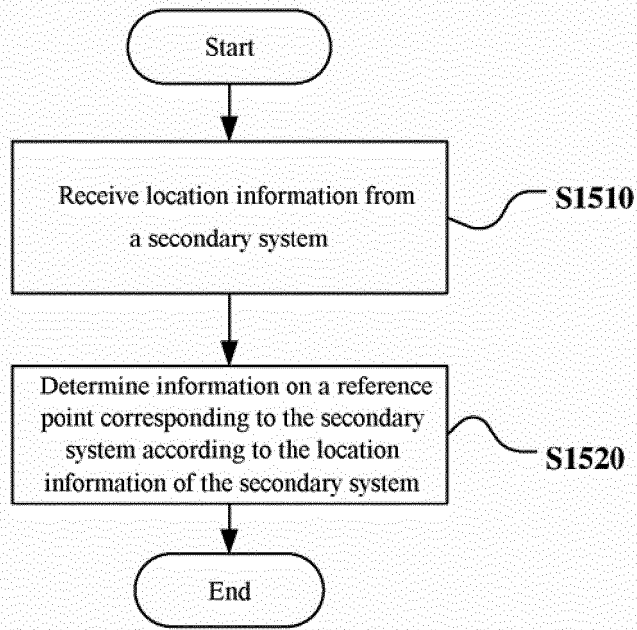 Start
Receive location information from
a secondary system
S1510
Determine information on a reference
point corresponding to the secondary
system according to the location
information of the secondary system
S1520
End